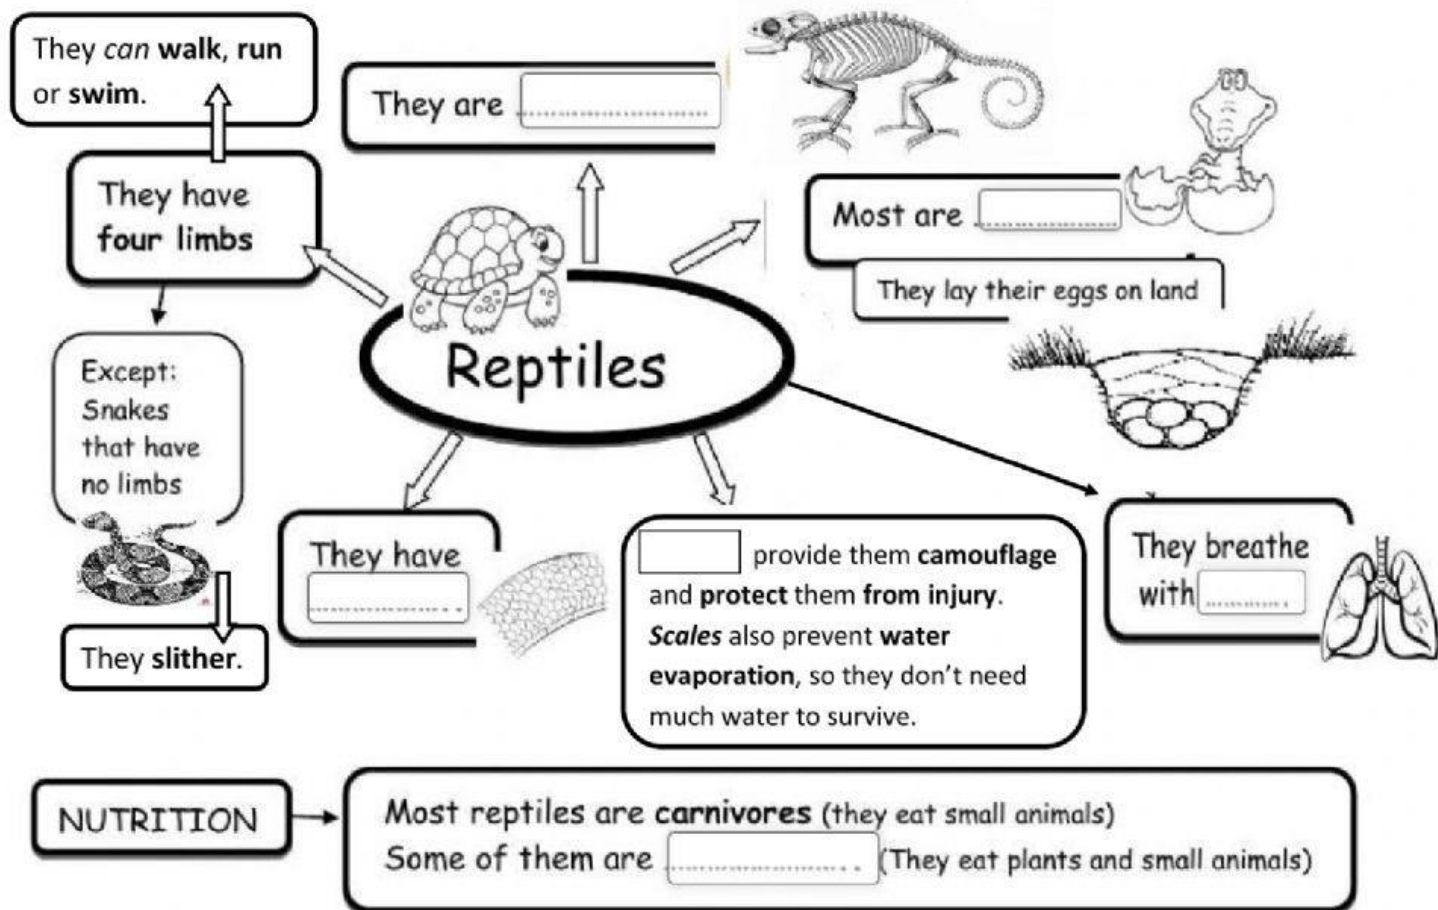 They can walk, run
or swim.
They are ........................
They have
four limbs
Most are ..................
They lay their eggs on land
Reptiles
Except:
Snakes
that have
no limbs
They slither.
They have
....................
provide them camouflage
and protect them from injury.
Scales also prevent water
evaporation, so they don't need
much water to survive.
They breathe
with ............
NUTRITION
Most reptiles are carnivores (they eat small animals)
Some of them are ........................ (They eat plants and small animals)